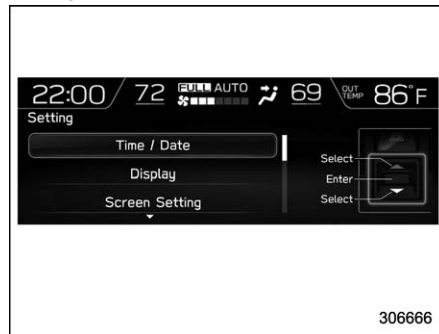 22:00 72 FULL AUTO 69 OUT TEMP 86°F
Setting
Time / Date
Display
Screen Setting
Select
Enter
Select
306666